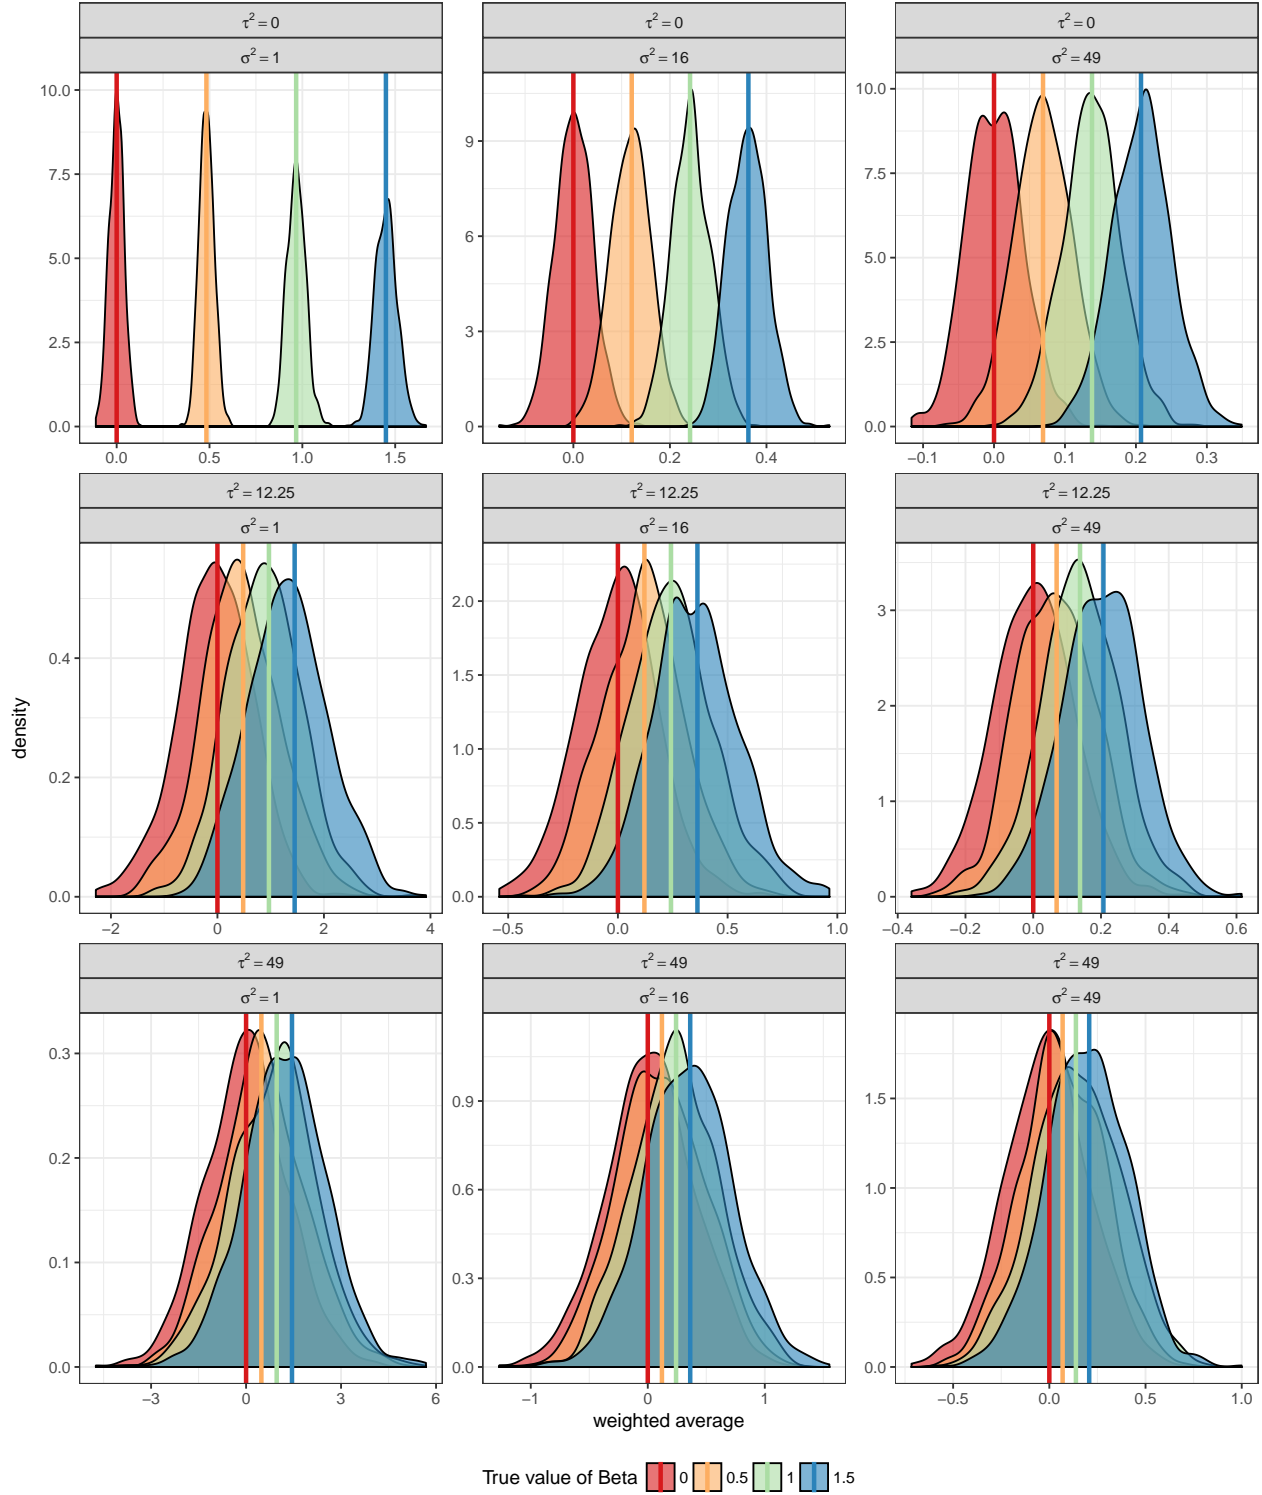 τ² = 0 τ² = 0 τ² = 0
σ² = 1 σ² = 16 σ² = 49
10.0 7.5 5.0 2.5 0.0
9 6 3 0
10.0 7.5 5.0 2.5 0.0
0.0 0.5 1.0 1.5
0.0 0.2 0.4
−0.1 0.0 0.1 0.2 0.3
τ² = 12.25 τ² = 12.25 τ² = 12.25
σ² = 1 σ² = 16 σ² = 49
0.4 0.2 0.0
2.0 1.5 1.0 0.5 0.0
3 2 1 0
−2 0 2 4
−0.5 0.0 0.5 1.0
−0.4 −0.2 0 0.2 0.4 0.6
density
τ² = 49 τ² = 49 τ² = 49
σ² = 1 σ² = 16 σ² = 49
0.3 0.2 0.1 0.0
0.9 0.6 0.3 0.0
1.5 1.0 0.5 0.0
−3 0 3 6
−1 0 1
−0.5 0.0 0.5 1.0
weighted average
True value of Beta 0 0.5 1 1.5